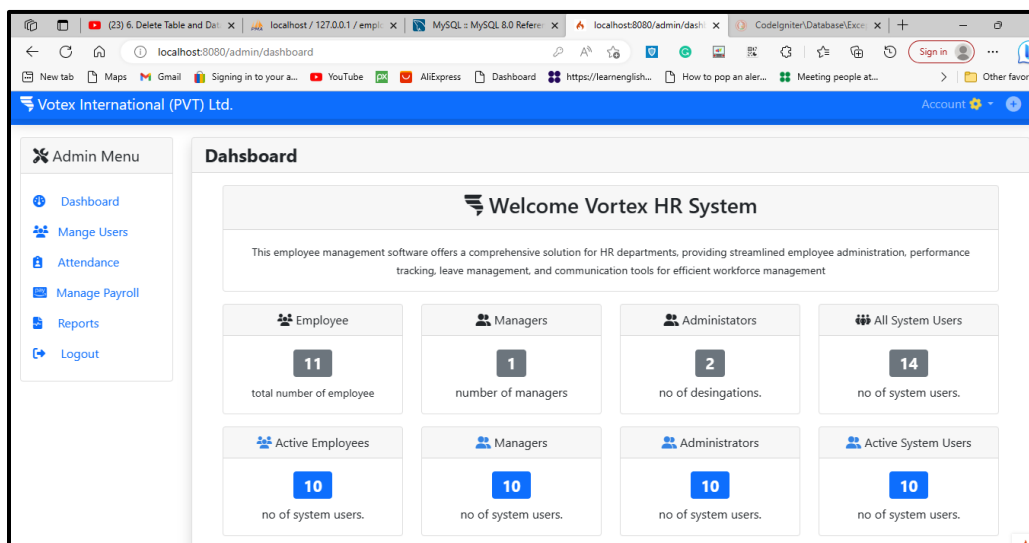 (23) 6. Delete Table and Dat
localhost / 127.0.0.1 / emplo
MySQL :: MySQL 8.0 Referen
localhost:8080/admin/dash
CodeIgniter\Database\Exce
localhost:8080/admin/dashboard
Sign in
New tab
Maps
Gmail
Signing in to your a...
YouTube
AliExpress
Dashboard
https://learnenglish...
How to pop an aler...
Meeting people at...
Other favor
Votex International (PVT) Ltd.
Account
Admin Menu
Dashboard
Mange Users
Attendance
Manage Payroll
Reports
Logout
Dahsboard
Welcome Vortex HR System
This employee management software offers a comprehensive solution for HR departments, providing streamlined employee administration, performance
tracking, leave management, and communication tools for efficient workforce management
Employee
11
total number of employee
Managers
1
number of managers
Administators
2
no of desingations.
All System Users
14
no of system users.
Active Employees
10
no of system users.
Managers
10
no of system users.
Administrators
10
no of system users.
Active System Users
10
no of system users.